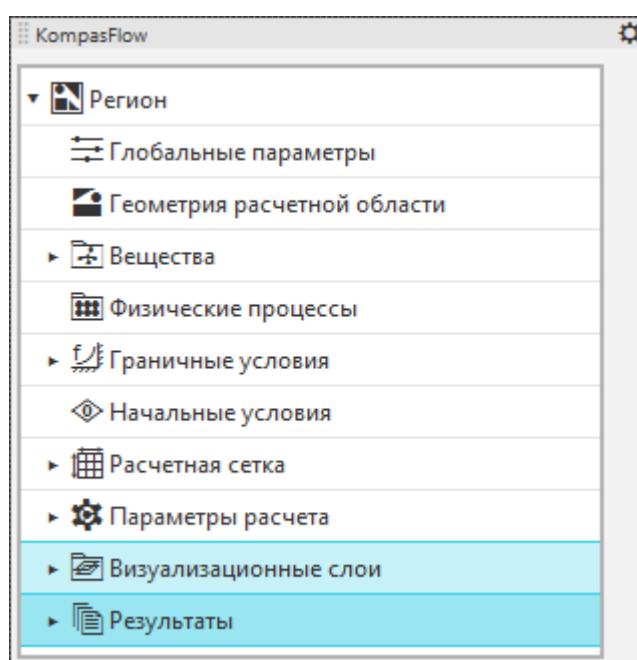 KompasFlow
Регион
Глобальные параметры
Геометрия расчетной области
Вещества
Физические процессы
Граничные условия
Начальные условия
Расчетная сетка
Параметры расчета
Визуализационные слои
Результаты